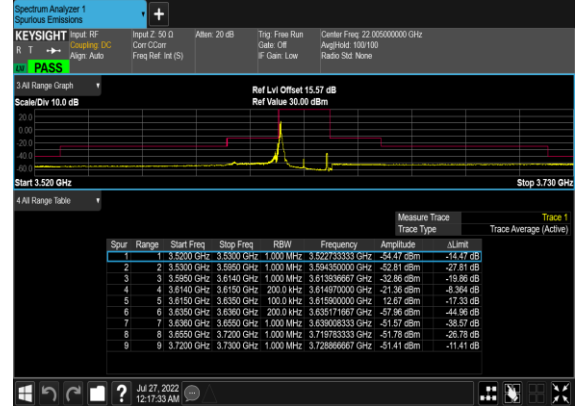 Spectrum Analyzer 1
Spurious Emissions
+
KEYSIGHT Input: RF Input Z: 50 Ω Atten: 20 dB Trig: Free Run Center Freq: 22.005000000 GHz
R T Coupling: DC Corr CCorr Gate: Off Avg|Hold: 100/100
Align: Auto Freq Ref: Int (S) IF Gain: Low Radio Std: None
PASS
3 All Range Graph Ref Lvl Offset 15.57 dB
Scale/Div 10.0 dB Ref Value 30.00 dBm
20.0
0.00
-20.0
-40.0
-60.0
Start 3.520 GHz Stop 3.730 GHz
4 All Range Table
Measure Trace Trace 1
Trace Type Trace Average (Active)
Spur Range Start Freq Stop Freq RBW Frequency Amplitude ΔLimit
1 1 3.5200 GHz 3.5300 GHz 1.000 MHz 3.522733333 GHz -54.47 dBm -14.47 dB
2 2 3.5300 GHz 3.5950 GHz 1.000 MHz 3.594350000 GHz -52.81 dBm -27.81 dB
3 3 3.5950 GHz 3.6140 GHz 1.000 MHz 3.613936667 GHz -32.86 dBm -19.86 dB
4 4 3.6140 GHz 3.6150 GHz 200.0 kHz 3.614970000 GHz -21.36 dBm -8.364 dB
5 5 3.6150 GHz 3.6350 GHz 100.0 kHz 3.615900000 GHz 12.67 dBm -17.33 dB
6 6 3.6350 GHz 3.6360 GHz 200.0 kHz 3.635171667 GHz -57.96 dBm -44.96 dB
7 7 3.6360 GHz 3.6550 GHz 1.000 MHz 3.639008333 GHz -51.57 dBm -38.57 dB
8 8 3.6550 GHz 3.7200 GHz 1.000 MHz 3.719783333 GHz -51.78 dBm -26.78 dB
9 9 3.7200 GHz 3.7300 GHz 1.000 MHz 3.728866667 GHz -51.41 dBm -11.41 dB
? Jul 27, 2022
12:17:33 AM